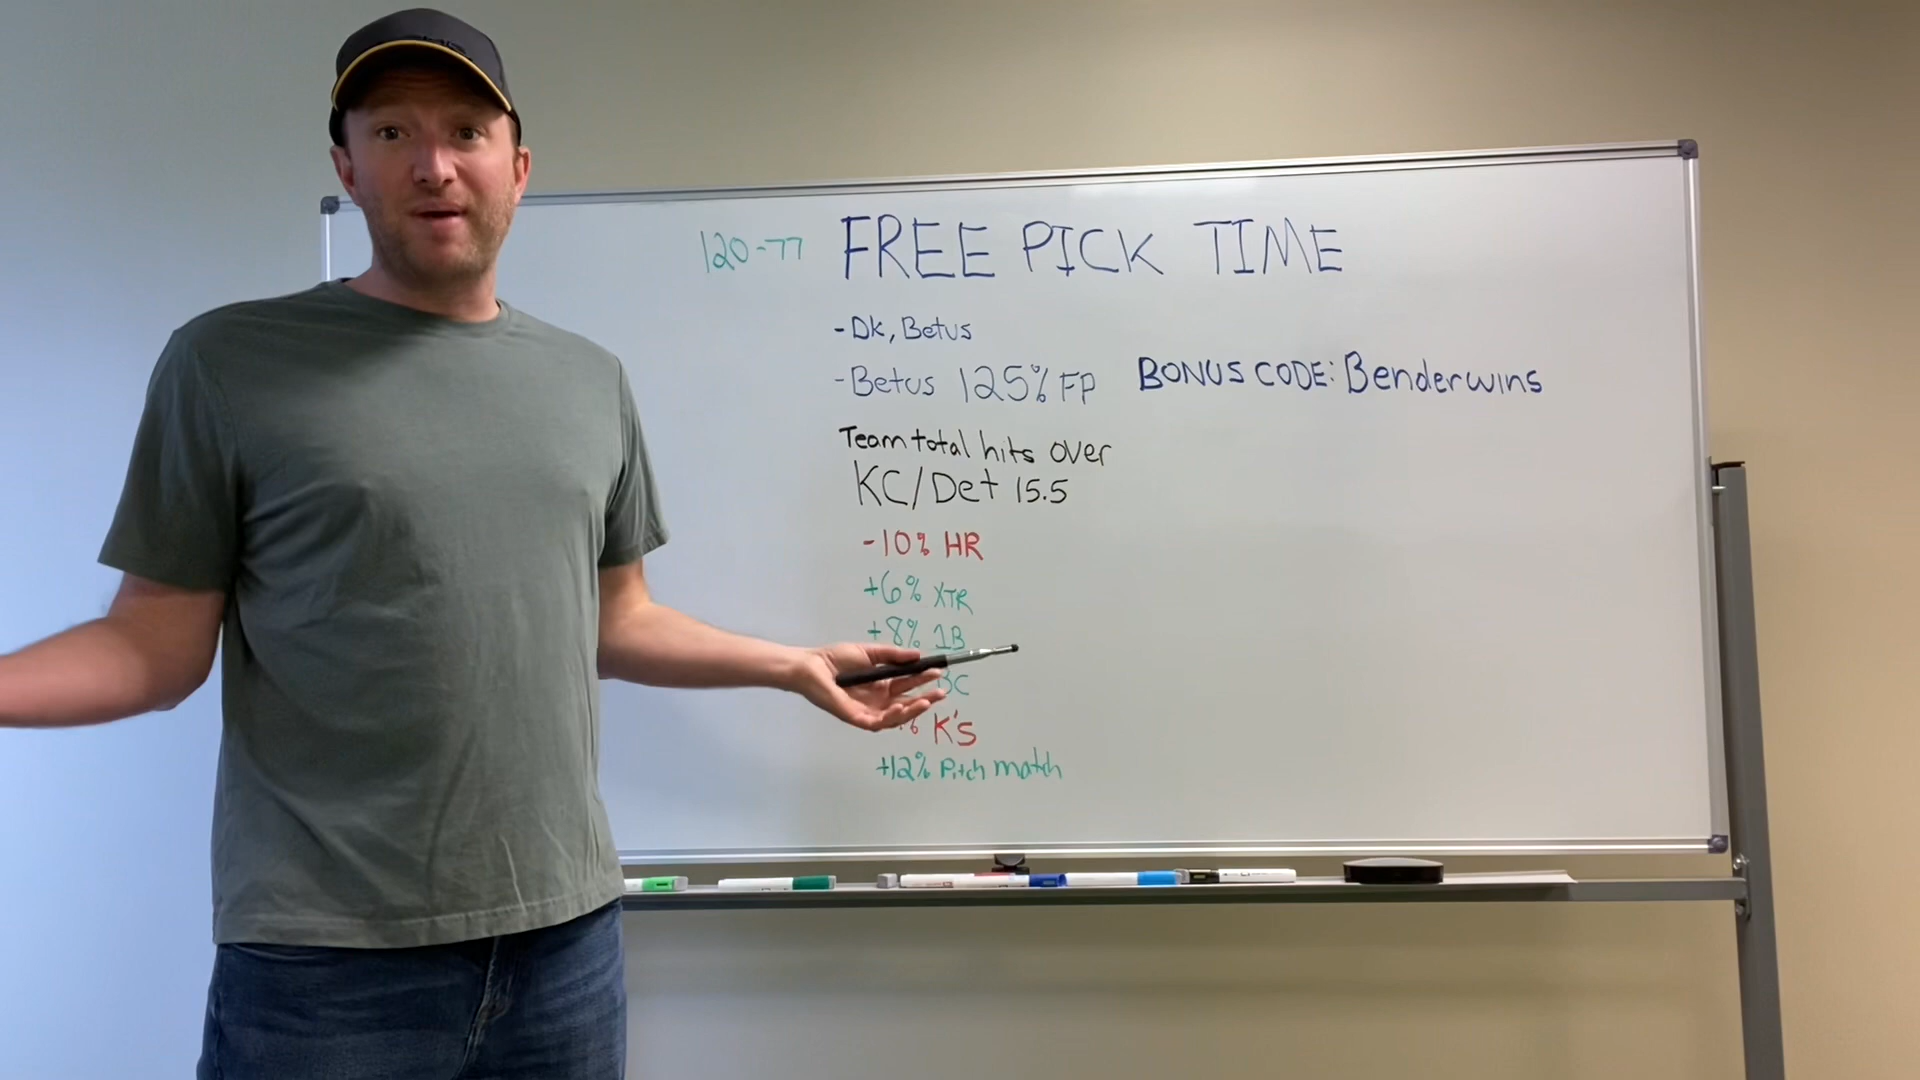 120-77 FREE PICK TIME
-DK, Betus
-Betus 125% FP BONUS CODE: Benderwins
Team total hits over
KC/Det 15.5
-10% HR
+6% XTR
+8% 1B
BC
% K's
+12% Pitch match